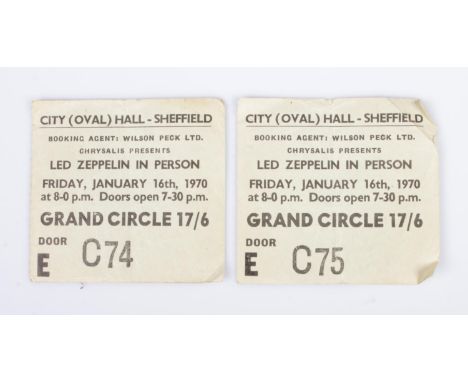 CITY (OVAL) HALL - SHEFFIELD
BOOKING AGENT: WILSON PECK LTD.
CHRYSALIS PRESENTS
LED ZEPPELIN IN PERSON
FRIDAY, JANUARY 16th, 1970
at 8-0 p.m. Doors open 7-30 p.m.
GRAND CIRCLE 17/6
DOOR
E C74
CITY (OVAL) HALL - SHEFFIELD
BOOKING AGENT: WILSON PECK LTD.
CHRYSALIS PRESENTS
LED ZEPPELIN IN PERSON
FRIDAY, JANUARY 16th, 1970
at 8-0 p.m. Doors open 7-30 p.m.
GRAND CIRCLE 17/6
DOOR
E C75